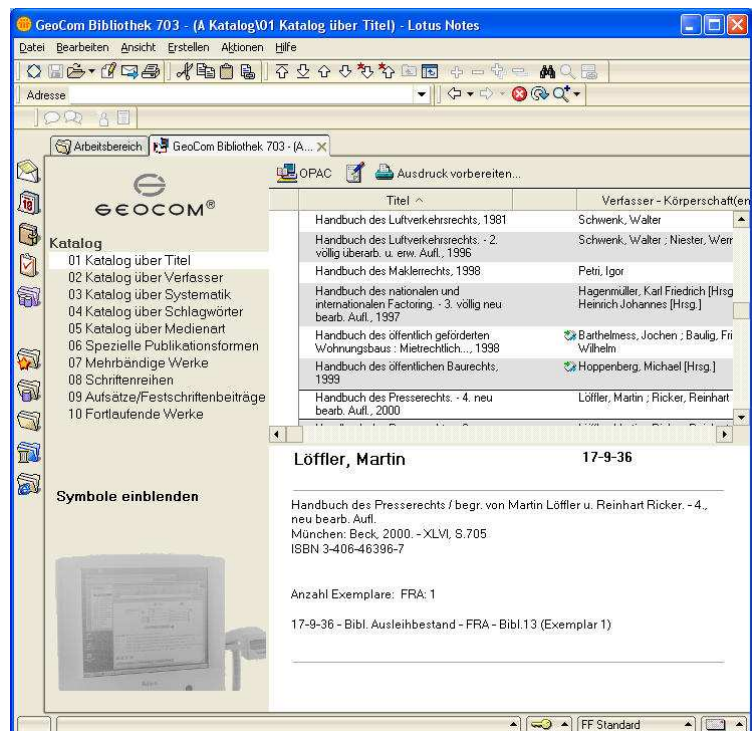 GeoCom Bibliothek 703 - (A Katalog\01 Katalog über Titel) - Lotus Notes
Datei Bearbeiten Ansicht Erstellen Aktionen Hilfe
Adresse
Arbeitsbereich GeoCom Bibliothek 703 - (A...
OPAC Ausdruck vorbereiten...
GEOCOM®
Katalog
01 Katalog über Titel
02 Katalog über Verfasser
03 Katalog über Systematik
04 Katalog über Schlagwörter
05 Katalog über Medienart
06 Spezielle Publikationsformen
07 Mehrbändige Werke
08 Schriftenreihen
09 Aufsätze/Festschriftenbeiträge
10 Fortlaufende Werke
Symbole einblenden
Titel Verfasser - Körperschaft(en
Handbuch des Luftverkehrsrechts, 1981 Schwenk, Walter
Handbuch des Luftverkehrsrechts. - 2. Schwenk, Walter ; Niester, Wern
völlig überarb. u. erw. Aufl., 1996
Handbuch des Maklerrechts, 1998 Petri, Igor
Handbuch des nationalen und Hagenmüller, Karl Friedrich [Hrsg
internationalen Factoring. - 3. völlig neu Heinrich Johannes [Hrsg.]
bearb. Aufl., 1997
Handbuch des öffentlich geförderten Barthelmess, Jochen ; Baulig, Fri
Wohnungsbaus : Mietrechtlich..., 1998 Wilhelm
Handbuch des öffentlichen Baurechts, Hoppenberg, Michael [Hrsg.]
1999
Handbuch des Presserechts. - 4. neu Löffler, Martin ; Ricker, Reinhart
bearb. Aufl., 2000
Löffler, Martin 17-9-36
Handbuch des Presserechts / begr. von Martin Löffler u. Reinhart Ricker. - 4.,
neu bearb. Aufl.
München: Beck, 2000. - XLVI, S.705
ISBN 3-406-46396-7
Anzahl Exemplare: FRA: 1
17-9-36 - Bibl. Ausleihbestand - FRA - Bibl.13 (Exemplar 1)
FF Standard